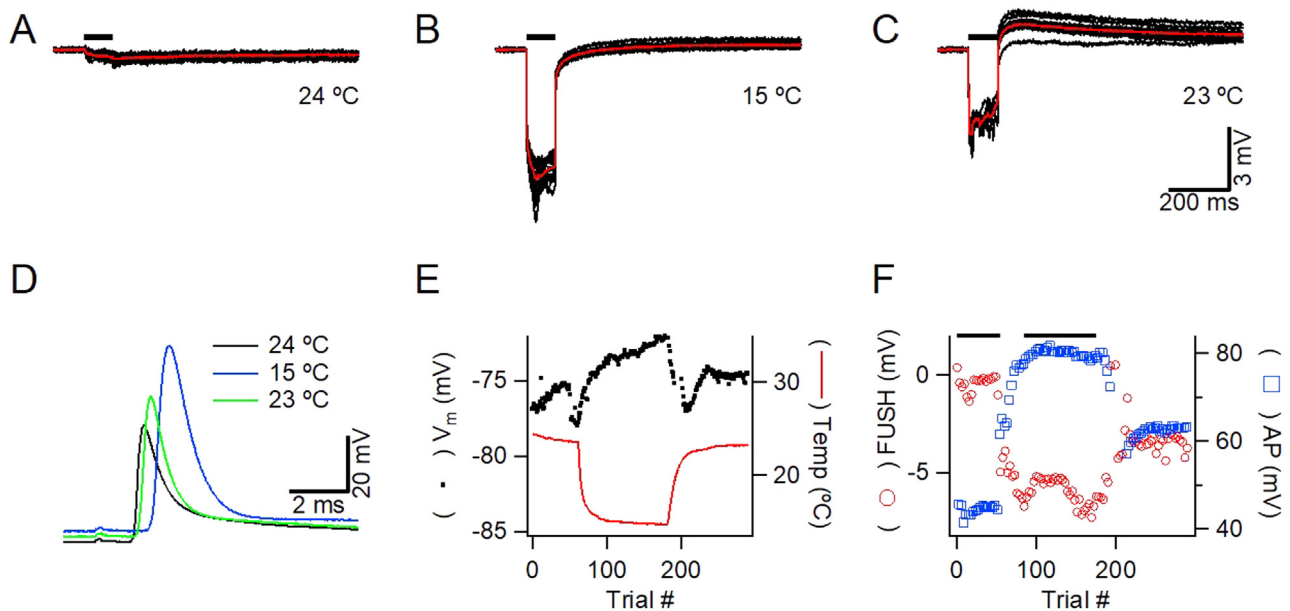 A
B
C
24 ºC
15 ºC
23 ºC
3 mV
200 ms
D
E
F
24 ºC
15 ºC
23 ºC
20 mV
2 ms
( ) Vm (mV)
-75
-80
-85
0
100
200
Trial #
30
20
( ) Temp (ºC)
( ) FUSH (mV)
0
-5
0
100
200
Trial #
80
60
40
( ) AP (mV)